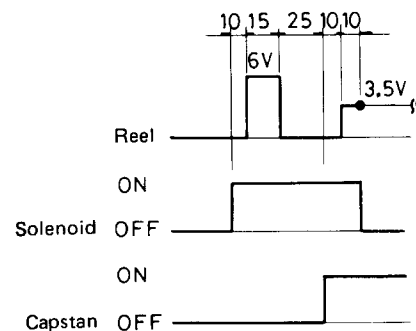 10 15 25 10 10
6V
3.5V
Reel
ON
Solenoid OFF
ON
Capstan OFF